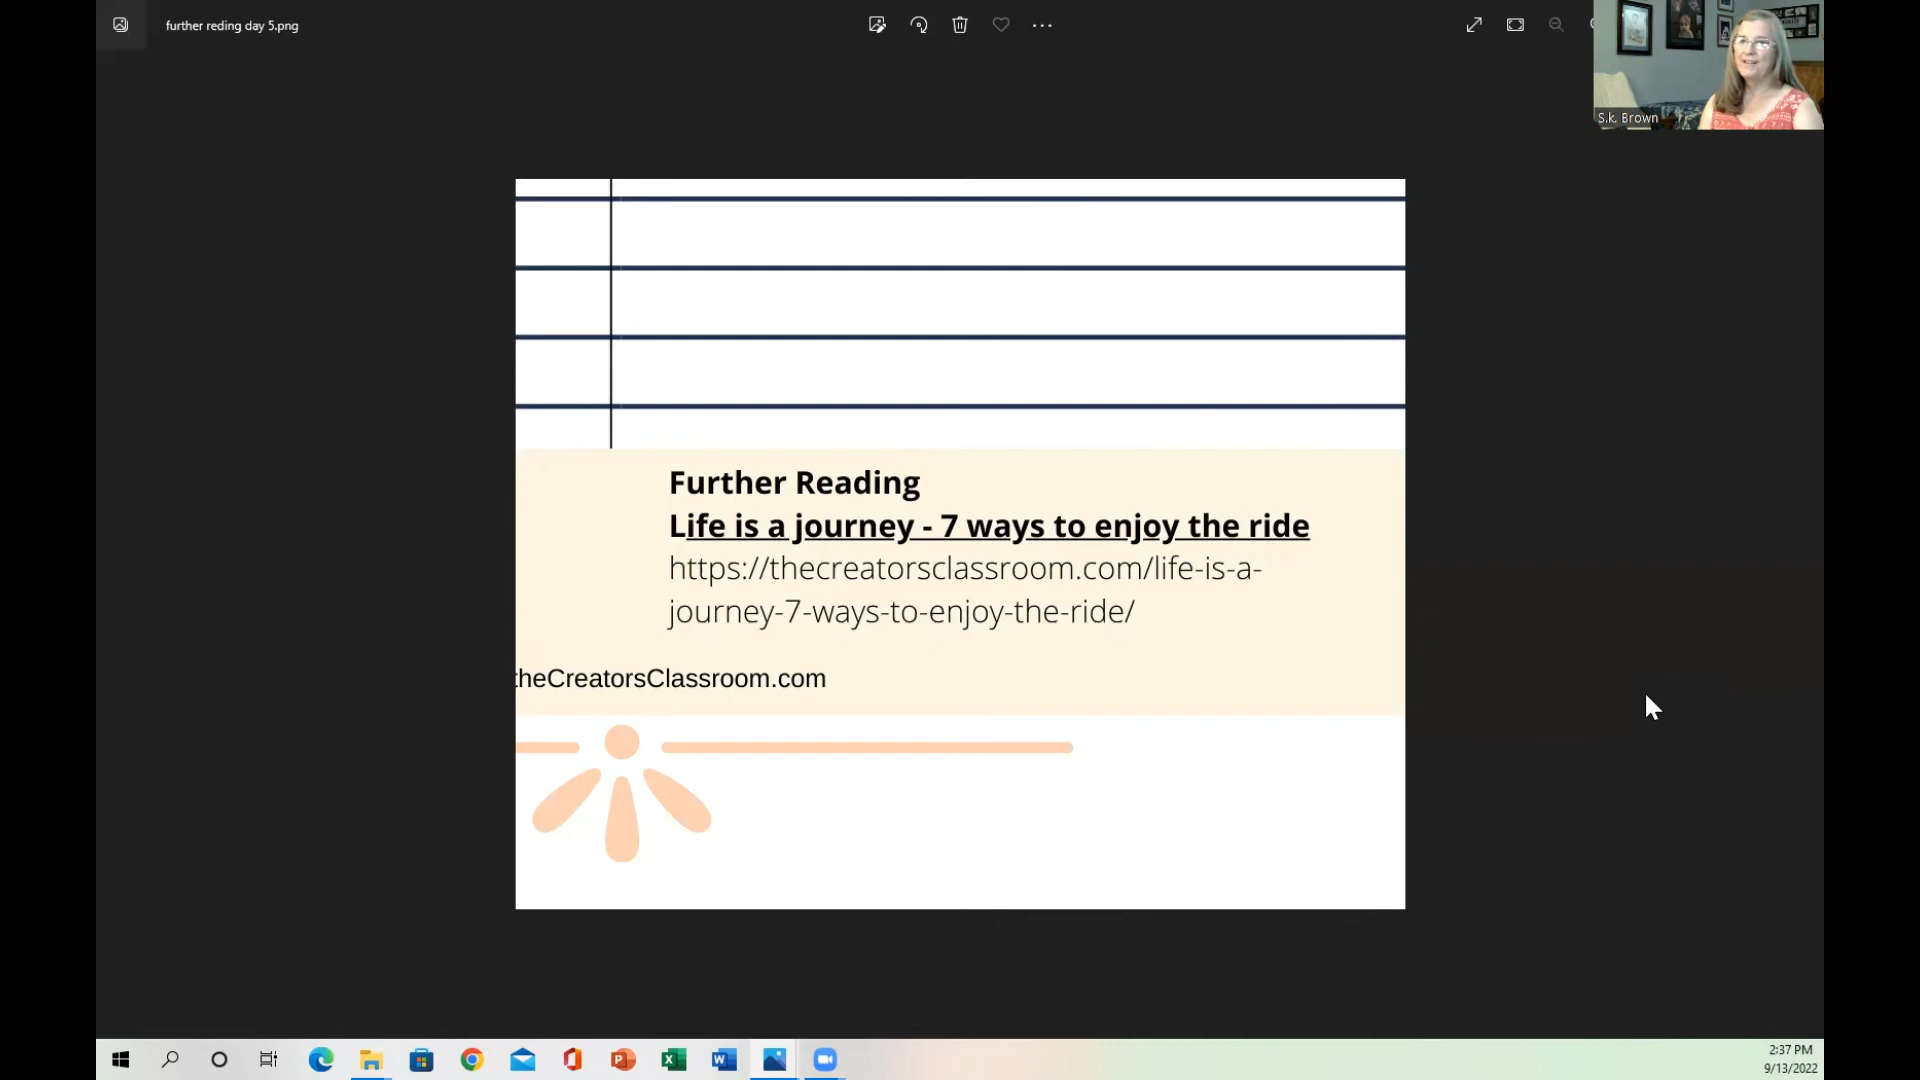 further reding day 5.png
S.k. Brown
Further Reading
Life is a journey - 7 ways to enjoy the ride
https://thecreatorsclassroom.com/life-is-a-
journey-7-ways-to-enjoy-the-ride/
theCreatorsClassroom.com
2:37 PM
9/13/2022